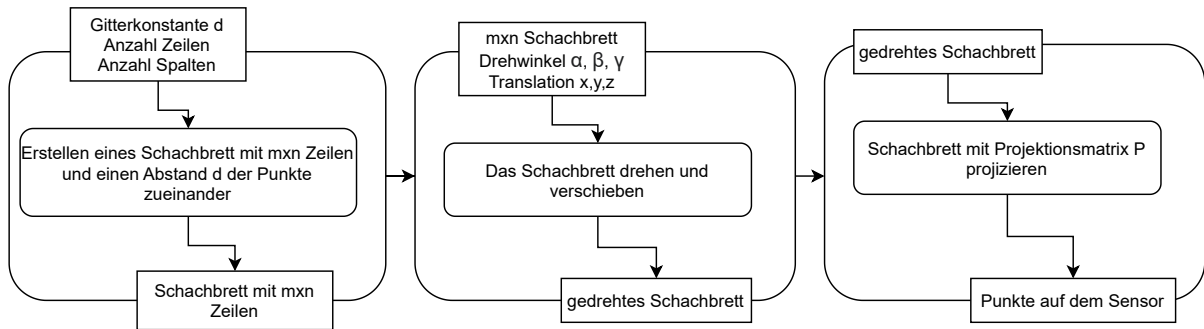 Gitterkonstante d
Anzahl Zeilen
Anzahl Spalten
Erstellen eines Schachbrett mit mxn Zeilen
und einen Abstand d der Punkte
zueinander
Schachbrett mit mxn
Zeilen
mxn Schachbrett
Drehwinkel α, β, γ
Translation x,y,z
Das Schachbrett drehen und
verschieben
gedrehtes Schachbrett
gedrehtes Schachbrett
Schachbrett mit Projektionsmatrix P
projizieren
Punkte auf dem Sensor